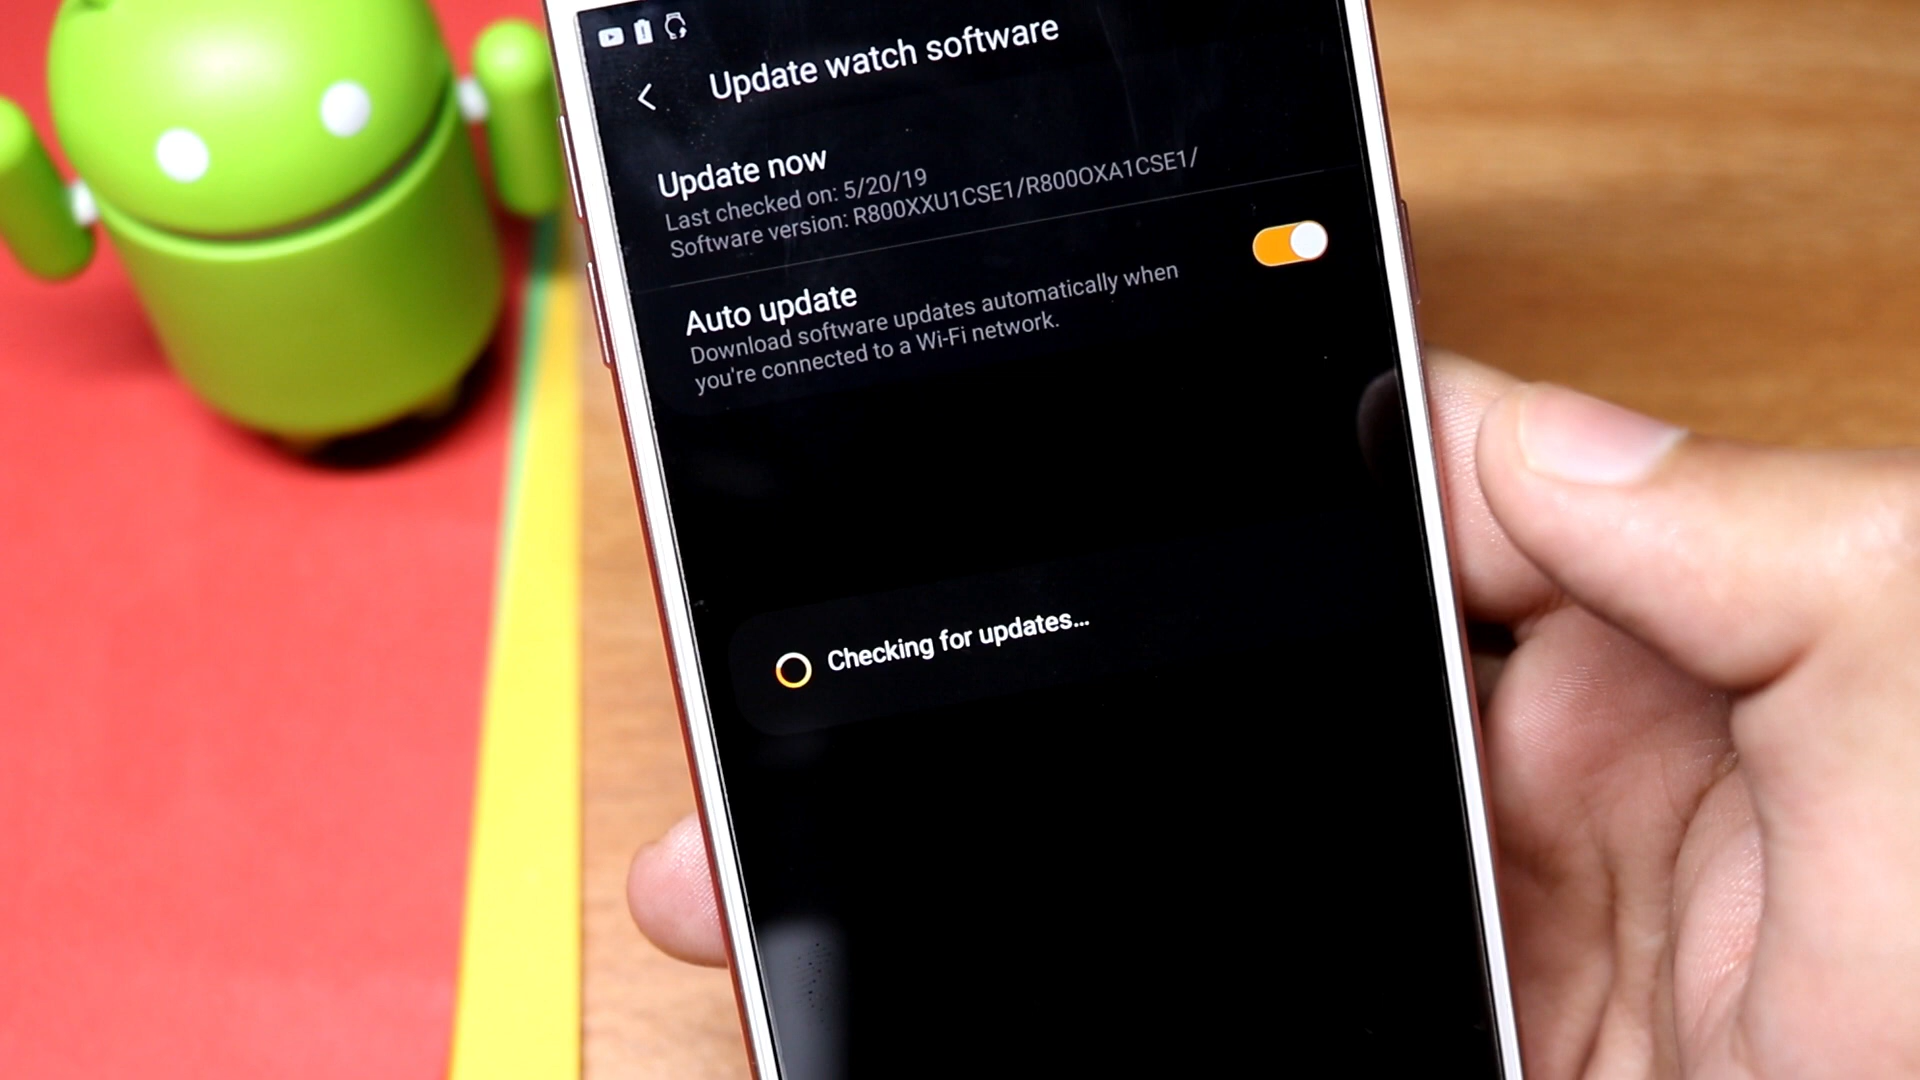 Update watch software
Update now
Last checked on: 5/20/19
Software version: R800XXU1CSE1/R800OXA1CSE1/
Auto update
Download software updates automatically when
you're connected to a Wi-Fi network.
Checking for updates...